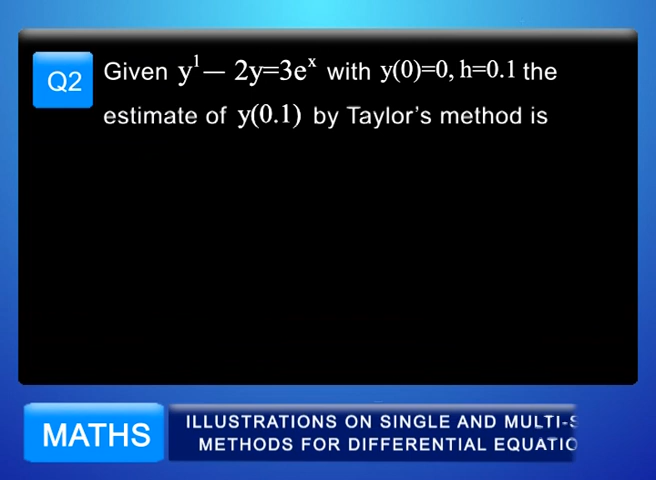 Q2
Given y¹– 2y=3eˣ with y(0)=0, h=0.1 the
estimate of y(0.1) by Taylor's method is
MATHS
ILLUSTRATIONS ON SINGLE AND MULTI-S
METHODS FOR DIFFERENTIAL EQUATIO